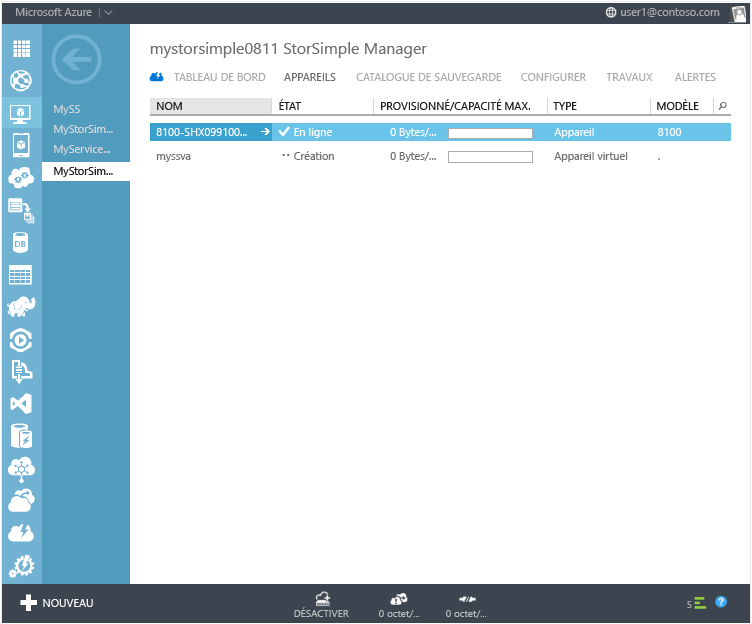 Microsoft Azure
user1@contoso.com
mystorsimple0811 StorSimple Manager
TABLEAU DE BORD APPAREILS CATALOGUE DE SAUVEGARDE CONFIGURER TRAVAUX ALERTES
MySS
MyStorSim...
MyService...
MyStorSim...
NOM ÉTAT PROVISIONNÉ/CAPACITÉ MAX. TYPE MODÈLE
8100-SHX099100... En ligne 0 Bytes/... Appareil 8100
myssva Création 0 Bytes/... Appareil virtuel .
DB
NOUVEAU
DÉSACTIVER
0 octet/...
0 octet/...
5
?